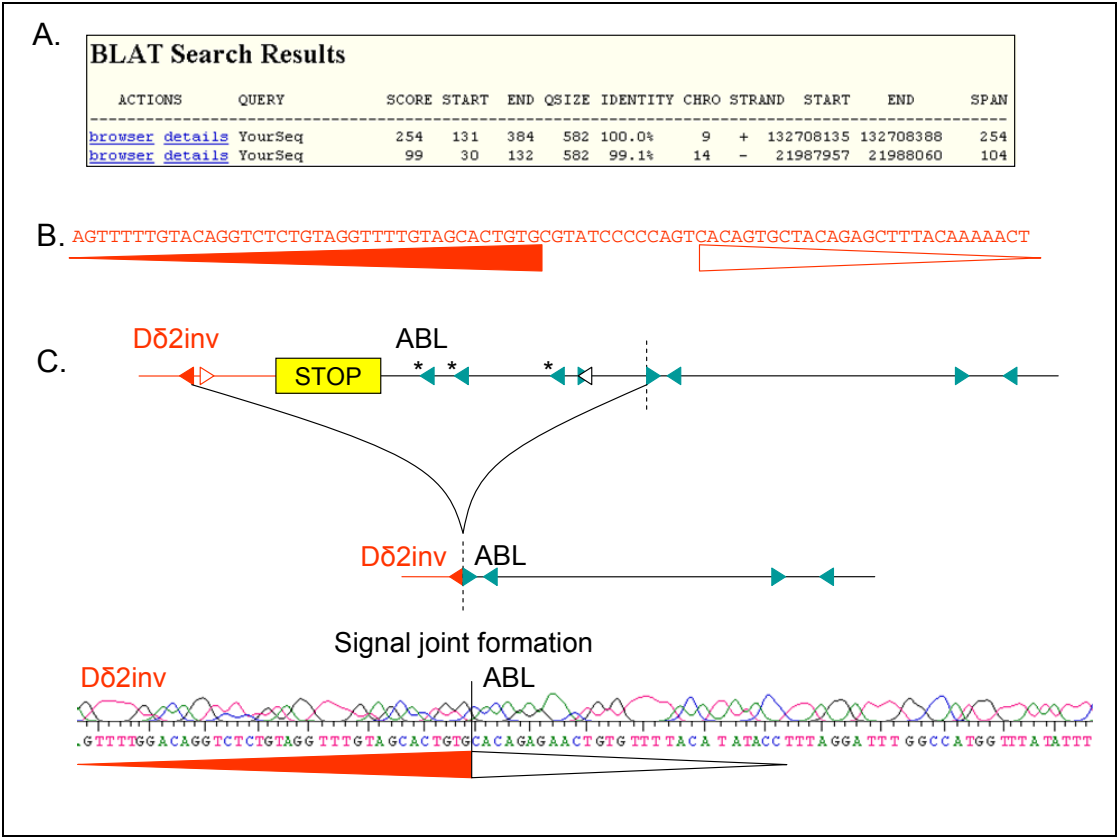 A.
BLAT Search Results
ACTIONS QUERY SCORE START END QSIZE IDENTITY CHRO STRAND START END SPAN
browser details YourSeq 254 131 384 582 100.0% 9 + 132708135 132708388 254
browser details YourSeq 99 30 132 582 99.1% 14 - 21987957 21988060 104
B.
AGTTTTTGTACAGGTCTCTGTAGGTTTTGTAGCACTGTGCGTATCCCCCAGTCACAGTGCTACAGAGCTTTACAAAAACT
C.
Dδ2inv ABL
STOP * * *
Dδ2inv ABL
Signal joint formation
Dδ2inv ABL
.GTTTTGGACAGGTCTCTGTAGGTTTGTAGCACTGTGCACAGAGAACTGTGTTTTACATATACCTTTAGGATTTGGCCATGGTTTATATTT